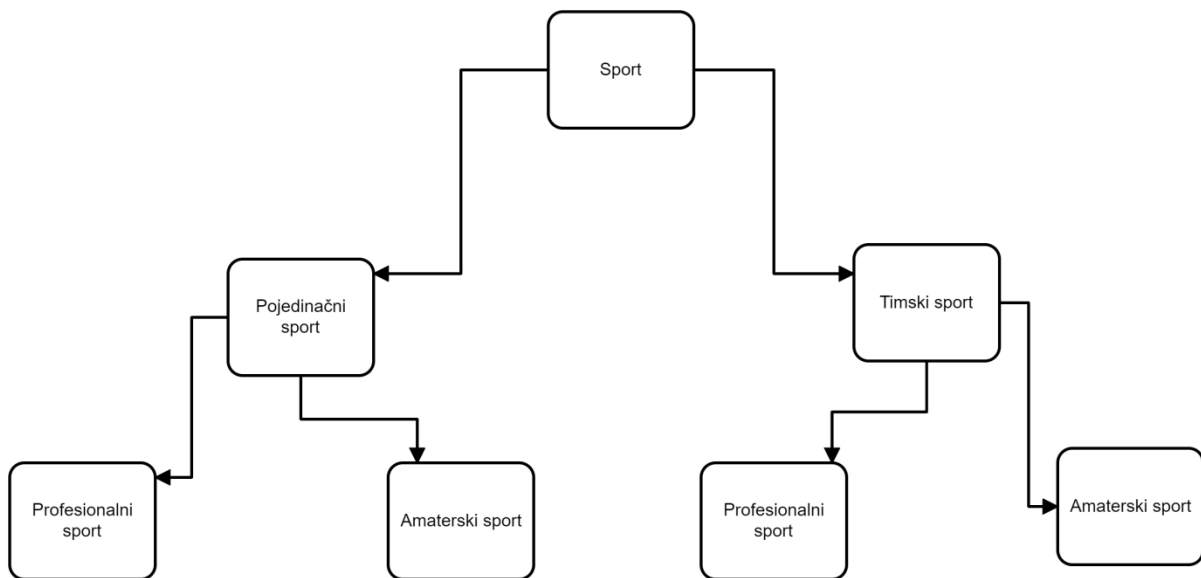 Sport
Pojedinačni
sport
Timski sport
Profesionalni
sport
Amaterski sport
Profesionalni
sport
Amaterski sport